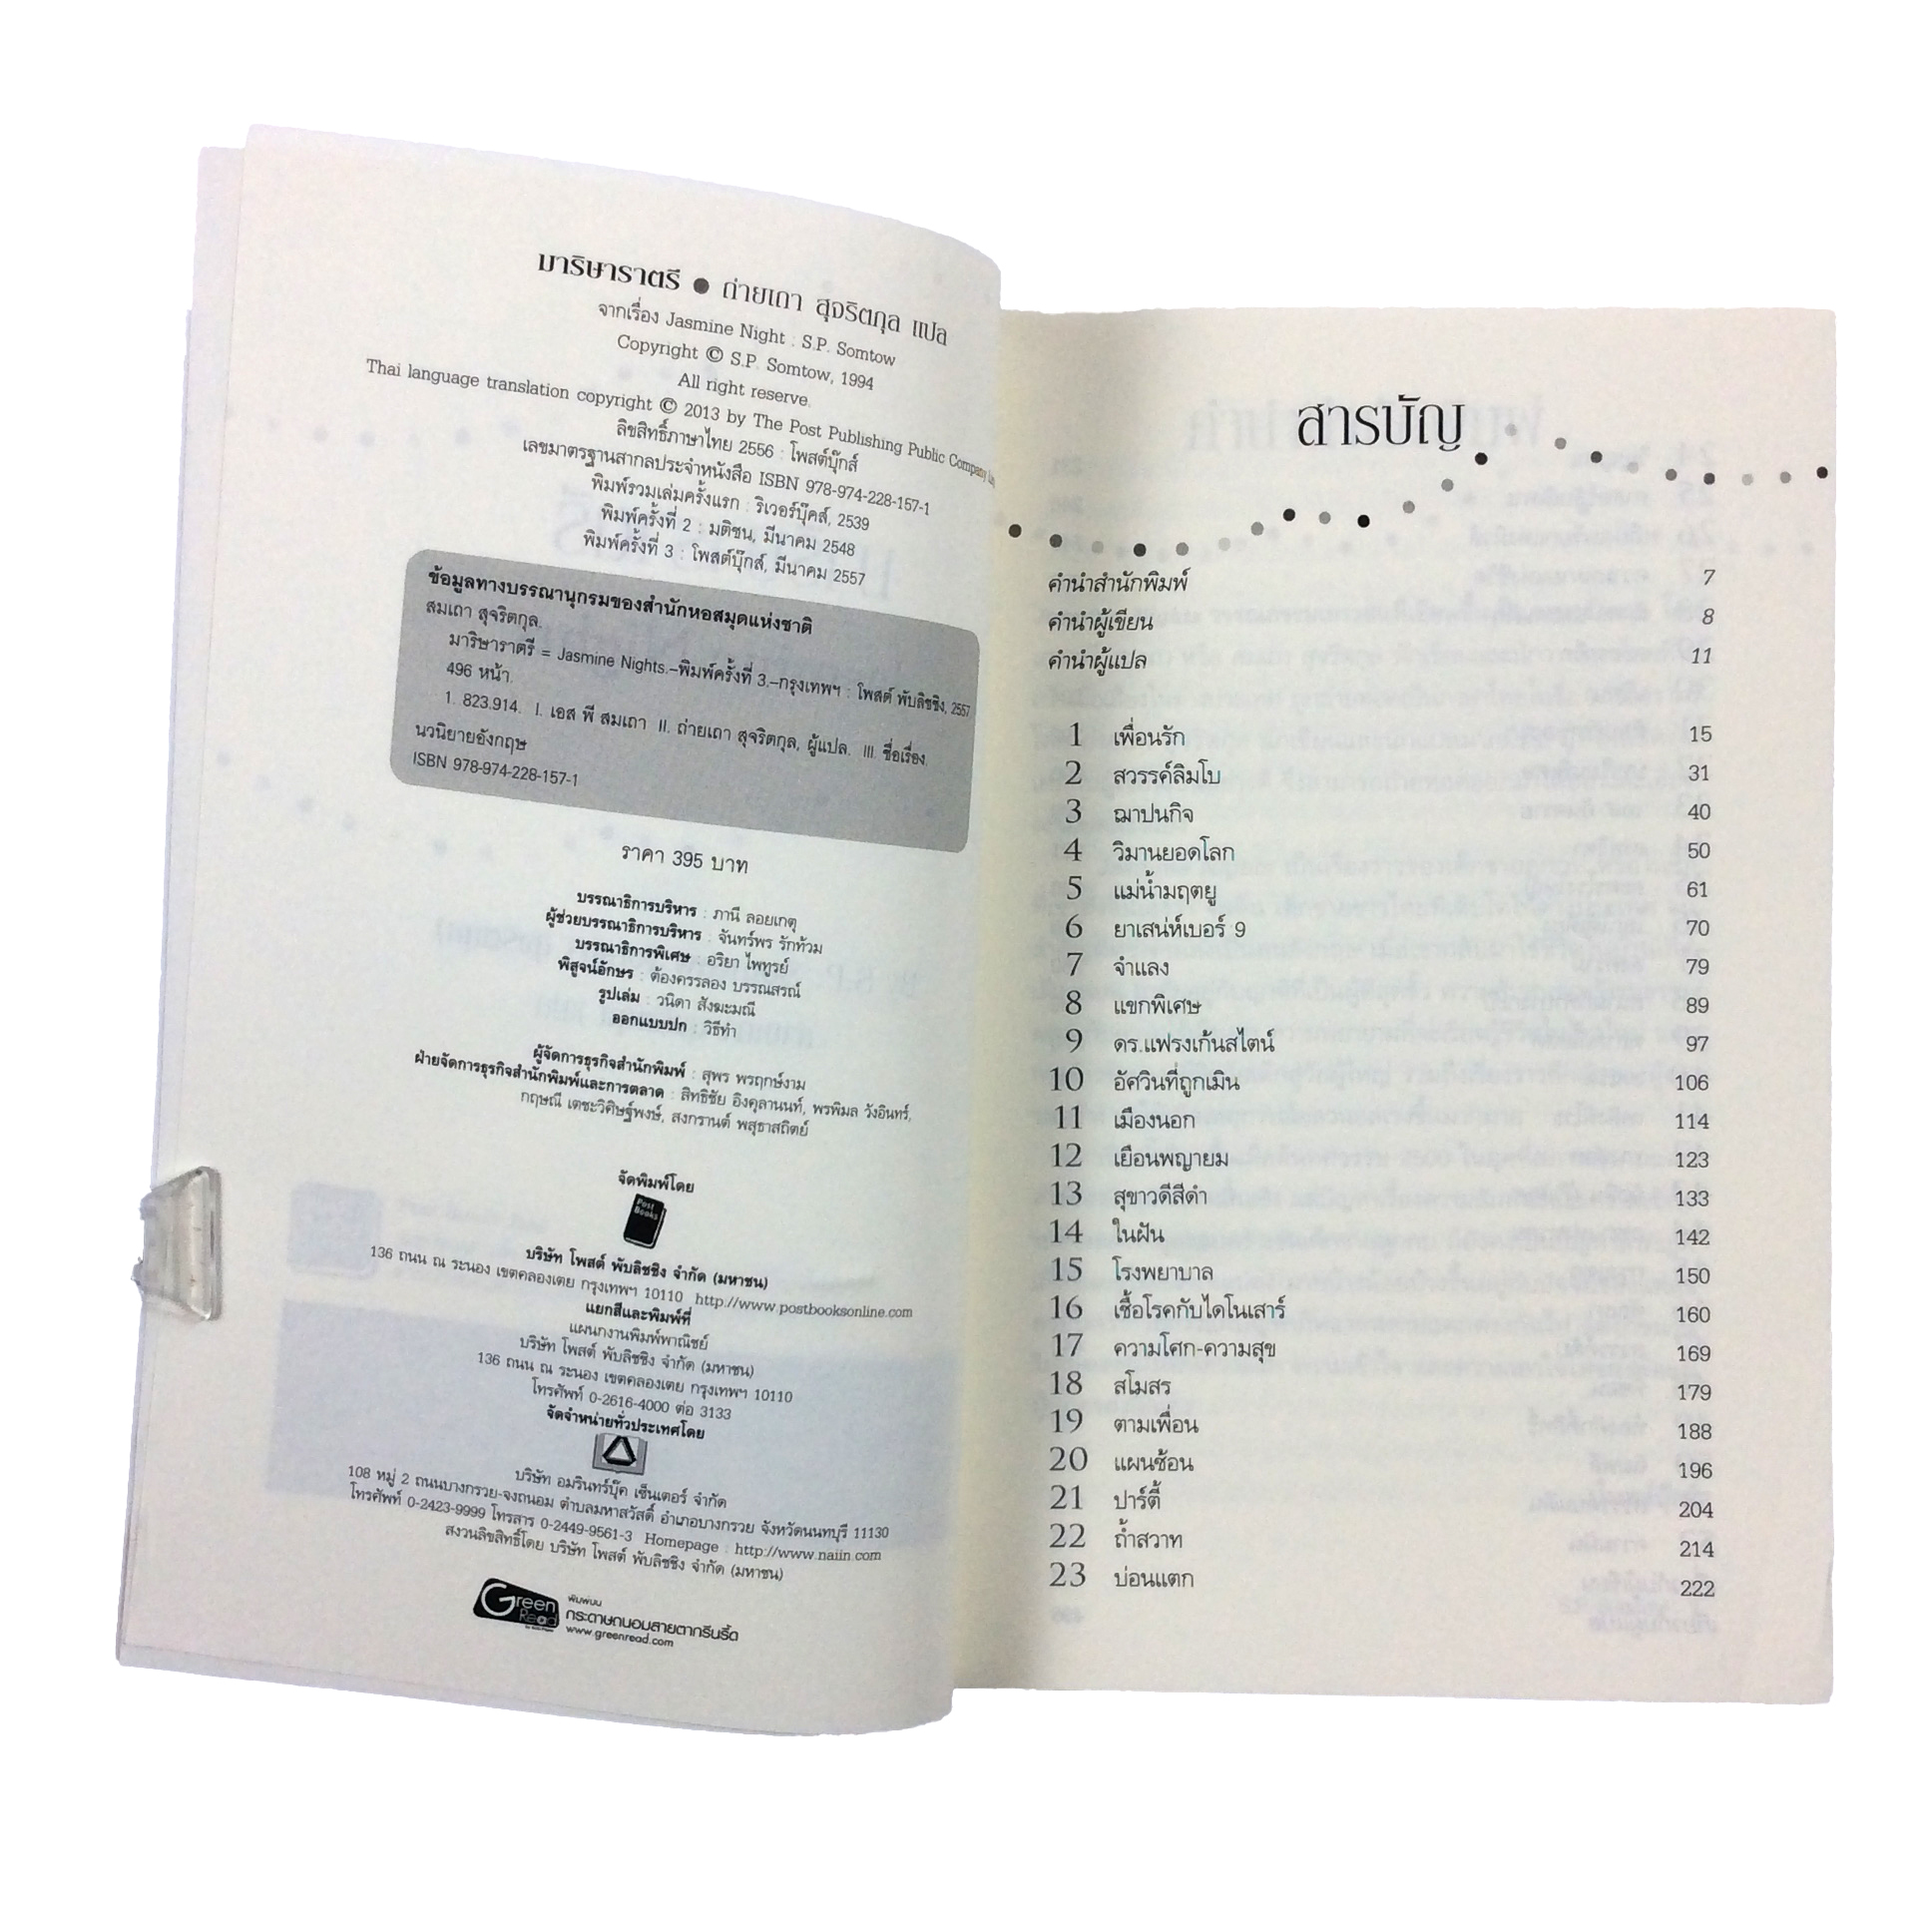 มาริษาราตรี ● ถ่ายเถา สุจริตกุล แปล
จากเรื่อง Jasmine Night : S.P. Somtow
Copyright © S.P. Somtow, 1994
All right reserve.
Thai language translation copyright © 2013 by The Post Publishing Public Company
ลิขสิทธิ์ภาษาไทย 2556 : โพสต์บุ๊กส์
เลขมาตรฐานสากลประจำหนังสือ ISBN 978-974-228-157-1
พิมพ์รวมเล่มครั้งแรก : ริเวอร์บุ๊คส์, 2539
พิมพ์ครั้งที่ 2 : มติชน, มีนาคม 2548
พิมพ์ครั้งที่ 3 : โพสต์บุ๊กส์, มีนาคม 2557
ข้อมูลทางบรรณานุกรมของสำนักหอสมุดแห่งชาติ
สมเถา สุจริตกุล.
มาริษาราตรี = Jasmine Nights.–พิมพ์ครั้งที่ 3.–กรุงเทพฯ : โพสต์ พับลิชชิง, 2557
496 หน้า.
1. 823.914. I. เอส พี สมเถา II. ถ่ายเถา สุจริตกุล, ผู้แปล. III ชื่อเรื่อง.
นวนิยายอังกฤษ
ISBN 978-974-228-157-1
ราคา 395 บาท
บรรณาธิการบริหาร : ภานี ลอยเกตุ
ผู้ช่วยบรรณาธิการบริหาร : จันทร์พร รักท้วม
บรรณาธิการพิเศษ : อริยา ไพฑูรย์
พิสูจน์อักษร : ต้องครรลอง บรรณสรณ์
รูปเล่ม : วนิดา สังฆะมณี
ออกแบบปก : วิธีทำ
ผู้จัดการธุรกิจสำนักพิมพ์ : สุพร พรฤกษ์งาม
ฝ่ายจัดการธุรกิจสำนักพิมพ์และการตลาด : สิทธิชัย อิงคุลานนท์, พรพิมล วังอินทร์,
กฤษณี เตชะวิศิษฐ์พงษ์, สงกรานต์ พสุธาสถิตย์
จัดพิมพ์โดย
Post
Books
บริษัท โพสต์ พับลิชชิง จำกัด (มหาชน)
136 ถนน ณ ระนอง เขตคลองเตย กรุงเทพฯ 10110 http://www.postbooksonline.com
แยกสีและพิมพ์ที่
แผนกงานพิมพ์พาณิชย์
บริษัท โพสต์ พับลิชชิง จำกัด (มหาชน)
136 ถนน ณ ระนอง เขตคลองเตย กรุงเทพฯ 10110
โทรศัพท์ 0-2616-4000 ต่อ 3133
จัดจำหน่ายทั่วประเทศโดย
บริษัท อมรินทร์บุ๊ค เซ็นเตอร์ จำกัด
108 หมู่ 2 ถนนบางกรวย-จงถนอม ตำบลมหาสวัสดิ์ อำเภอบางกรวย จังหวัดนนทบุรี 11130
โทรศัพท์ 0-2423-9999 โทรสาร 0-2449-9561-3 Homepage : http://www.naiin.com
สงวนลิขสิทธิ์โดย บริษัท โพสต์ พับลิชชิง จำกัด (มหาชน)
Green
Read
พิมพ์บน
กระดาษถนอมสายตากรีนรี้ด
www.greenread.com
สารบัญ
คำนำสำนักพิมพ์ 7
คำนำผู้เขียน 8
คำนำผู้แปล 11
1 เพื่อนรัก 15
2 สวรรค์ลิมโบ 31
3 ฌาปนกิจ 40
4 วิมานยอดโลก 50
5 แม่น้ำมฤตยู 61
6 ยาเสน่ห์เบอร์ 9 70
7 จำแลง 79
8 แขกพิเศษ 89
9 ดร.แฟรงเก้นสไตน์ 97
10 อัศวินที่ถูกเมิน 106
11 เมืองนอก 114
12 เยือนพญายม 123
13 สุขาวดีสีดำ 133
14 ในฝัน 142
15 โรงพยาบาล 150
16 เชื้อโรคกับไดโนเสาร์ 160
17 ความโศก-ความสุข 169
18 สโมสร 179
19 ตามเพื่อน 188
20 แผนซ้อน 196
21 ปาร์ตี้ 204
22 ถ้ำสวาท 214
23 บ่อนแตก 222